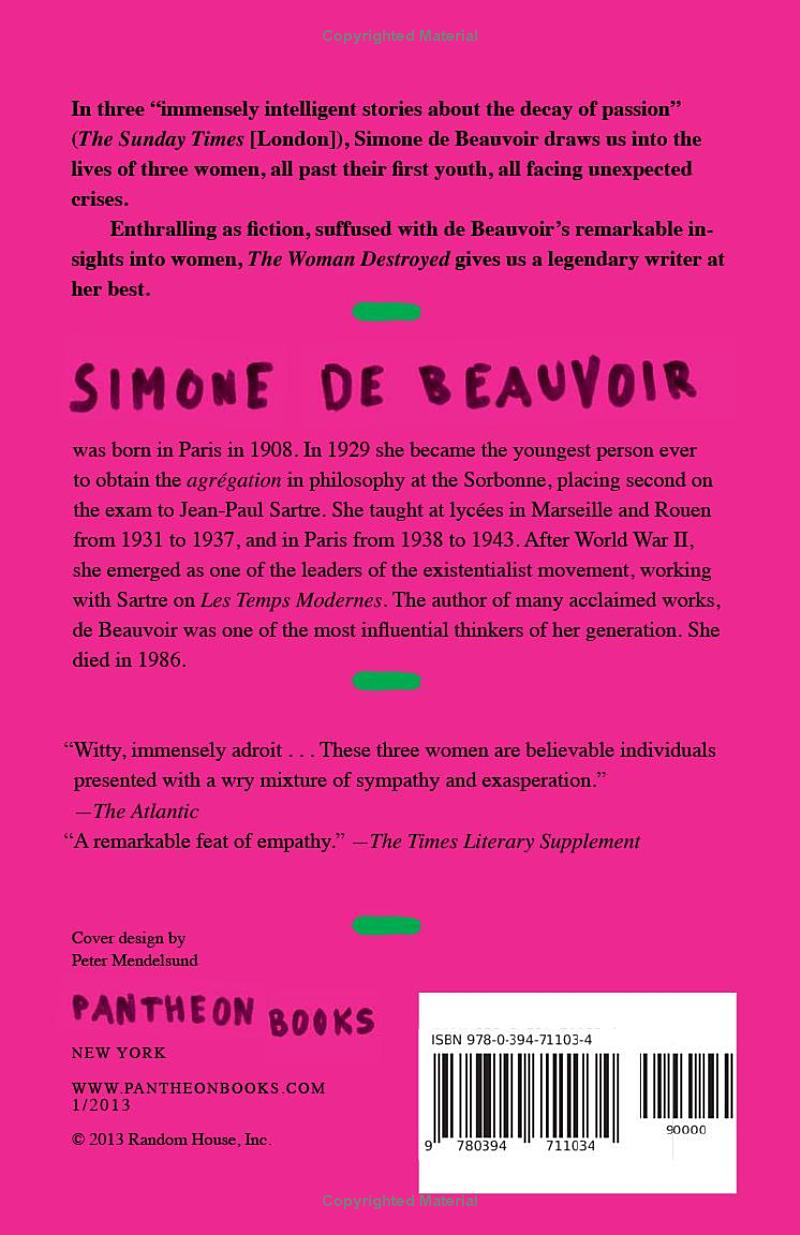 Copyrighted Material
In three “immensely intelligent stories about the decay of passion”
(The Sunday Times [London]), Simone de Beauvoir draws us into the
lives of three women, all past their first youth, all facing unexpected
crises.
Enthralling as fiction, suffused with de Beauvoir’s remarkable in-
sights into women, The Woman Destroyed gives us a legendary writer at
her best.
SIMONE DE BEAUVOIR
was born in Paris in 1908. In 1929 she became the youngest person ever
to obtain the agrégation in philosophy at the Sorbonne, placing second on
the exam to Jean-Paul Sartre. She taught at lycées in Marseille and Rouen
from 1931 to 1937, and in Paris from 1938 to 1943. After World War II,
she emerged as one of the leaders of the existentialist movement, working
with Sartre on Les Temps Modernes. The author of many acclaimed works,
de Beauvoir was one of the most influential thinkers of her generation. She
died in 1986.
“Witty, immensely adroit . . . These three women are believable individuals
presented with a wry mixture of sympathy and exasperation.”
—The Atlantic
“A remarkable feat of empathy.” —The Times Literary Supplement
Cover design by
Peter Mendelsund
PANTHEON BOOKS
NEW YORK
WWW.PANTHEONBOOKS.COM
1/2013
© 2013 Random House, Inc.
ISBN 978-0-394-71103-4
90000
9 780394 711034
Copyrighted Material